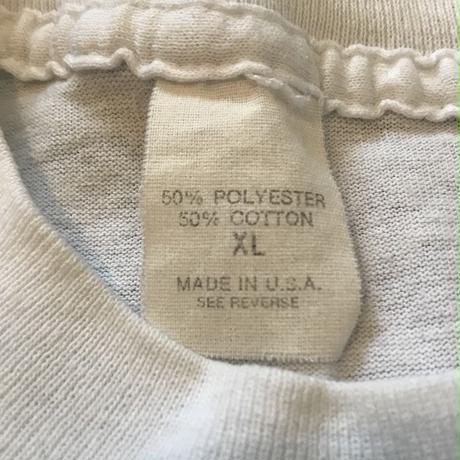 50% POLYESTER
50% COTTON
XL
MADE IN U.S.A.
SEE REVERSE